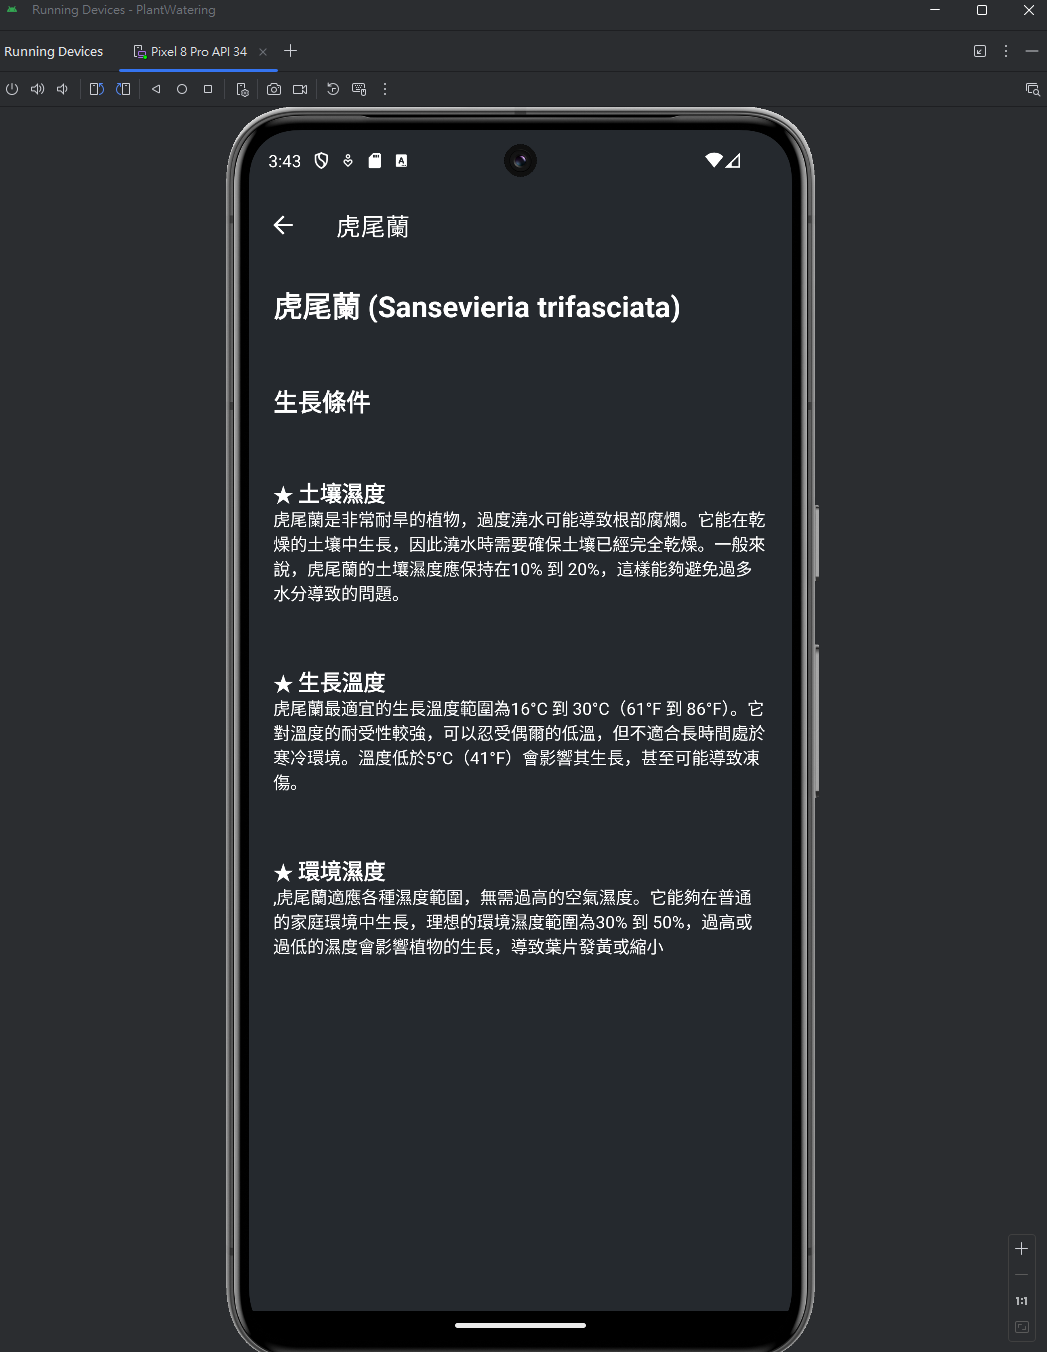 Running Devices - PlantWatering
Running Devices
Pixel 8 Pro API 34
3:43
A
虎尾蘭
虎尾蘭 (Sansevieria trifasciata)
生長條件
★ 土壤濕度
虎尾蘭是非常耐旱的植物，過度澆水可能導致根部腐爛。它能在乾
燥的土壤中生長，因此澆水時需要確保土壤已經完全乾燥。一般來
說，虎尾蘭的土壤濕度應保持在10% 到 20%，這樣能夠避免過多
水分導致的問題。
★ 生長溫度
虎尾蘭最適宜的生長溫度範圍為16°C 到 30°C（61°F 到 86°F）。它
對溫度的耐受性較強，可以忍受偶爾的低溫，但不適合長時間處於
寒冷環境。溫度低於5°C（41°F）會影響其生長，甚至可能導致凍
傷。
★ 環境濕度
,虎尾蘭適應各種濕度範圍，無需過高的空氣濕度。它能夠在普通
的家庭環境中生長，理想的環境濕度範圍為30% 到 50%，過高或
過低的濕度會影響植物的生長，導致葉片發黃或縮小
1:1